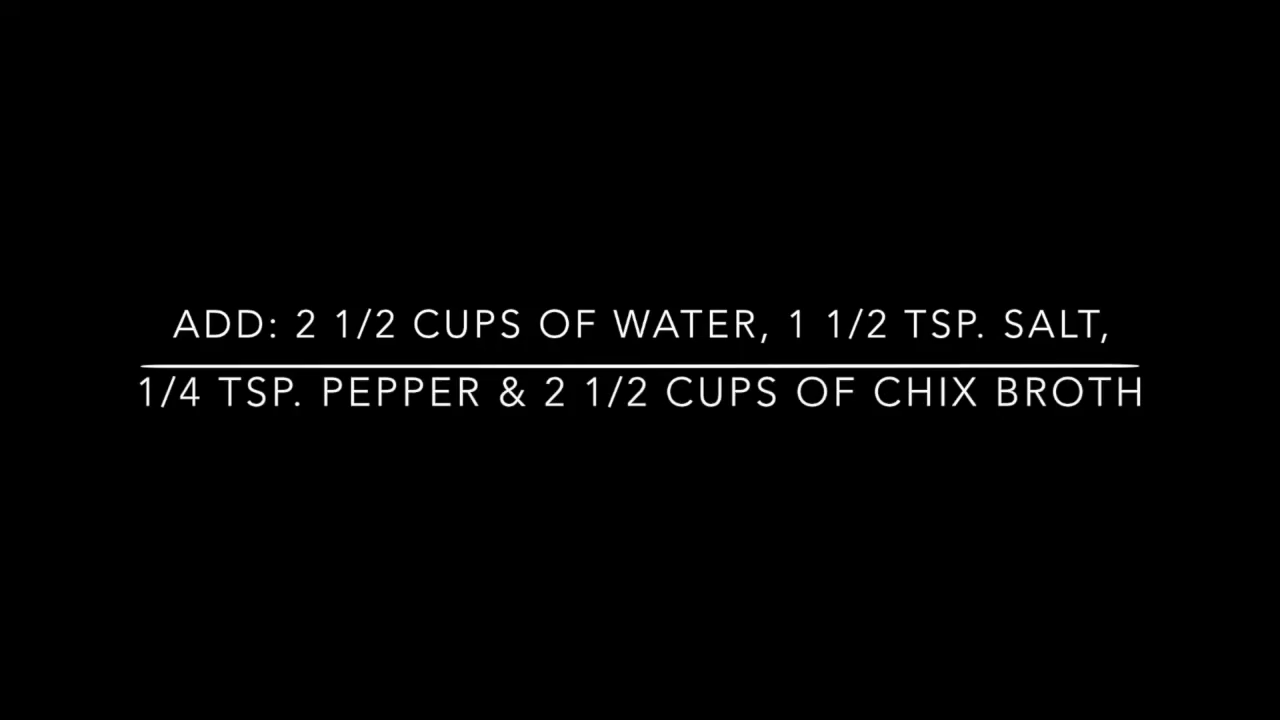 ADD: 2 1/2 CUPS OF WATER, 1 1/2 TSP. SALT,
1/4 TSP. PEPPER & 2 1/2 CUPS OF CHIX BROTH